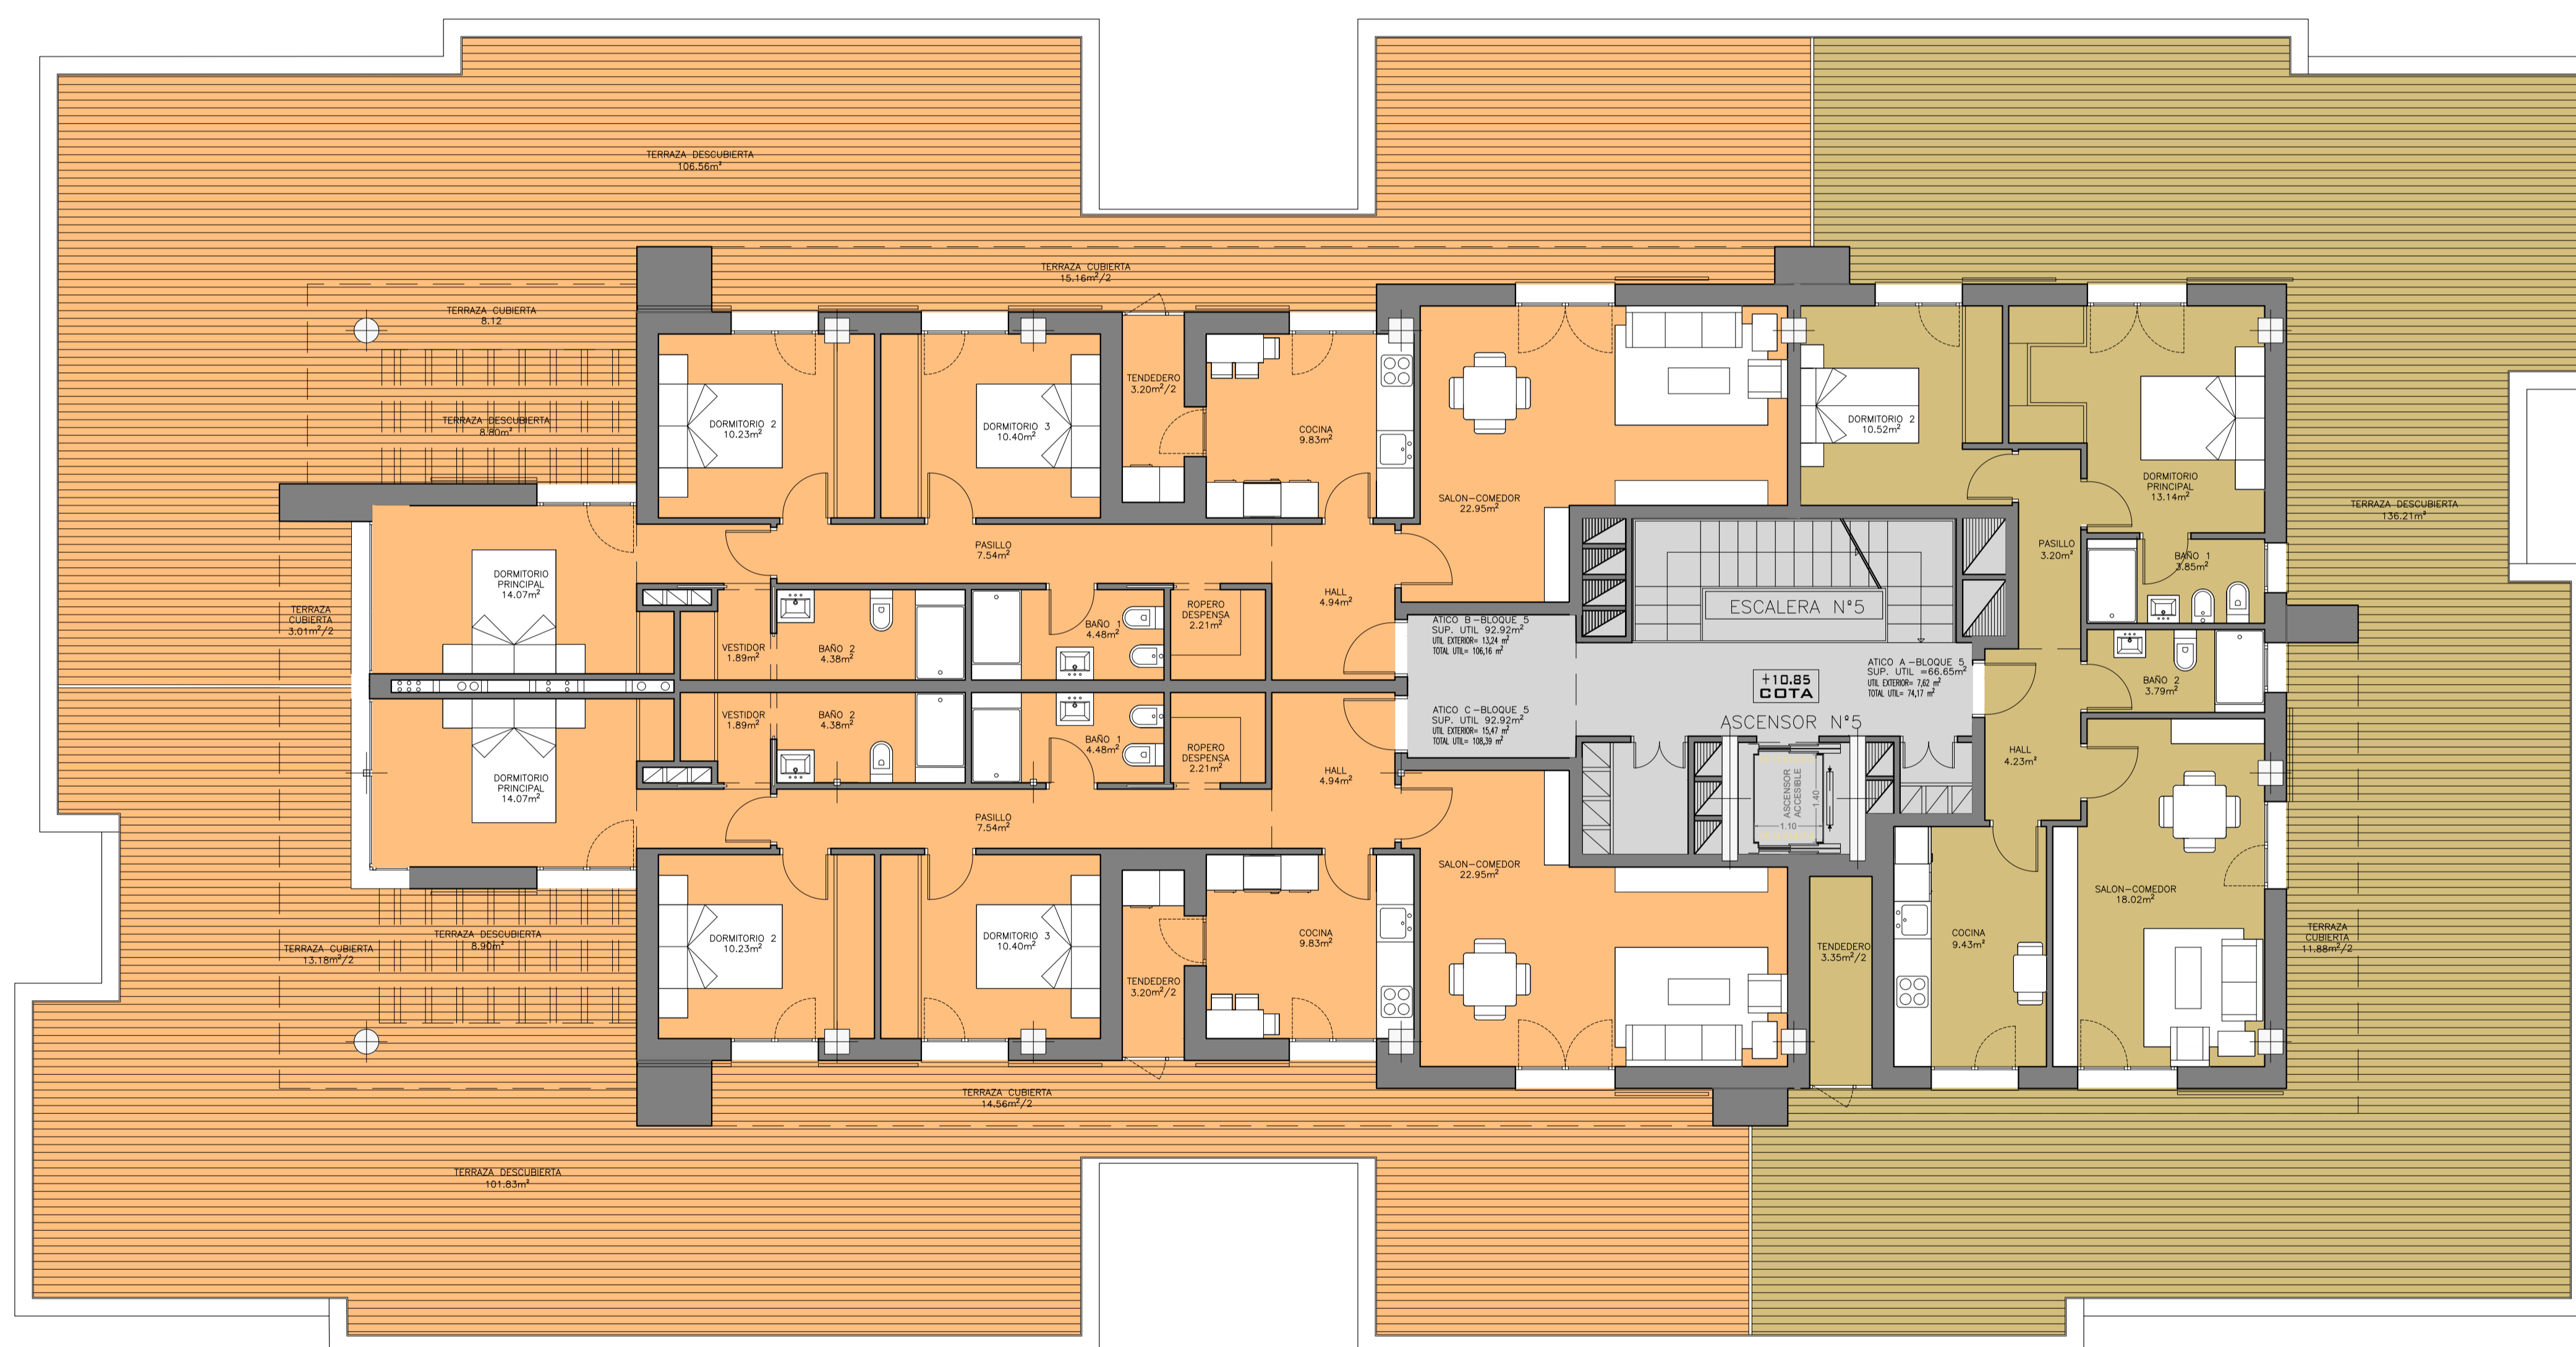 TERRAZA DESCUBIERTA
106.56m²
TERRAZA CUBIERTA
15.16m²/2
TERRAZA CUBIERTA
8.12
TERRAZA DESCUBIERTA
8.80m²
DORMITORIO 2
10.23m²
DORMITORIO 3
10.40m²
TENDEDERO
3.20m²/2
COCINA
9.83m²
SALON-COMEDOR
22.95m²
DORMITORIO 2
10.52m²
DORMITORIO
PRINCIPAL
13.14m²
TERRAZA DESCUBIERTA
136.21m²
PASILLO
7.54m²
PASILLO
3.20m²
BAÑO 1
3.85m²
DORMITORIO
PRINCIPAL
14.07m²
TERRAZA
CUBIERTA
3.01m²/2
HALL
4.94m²
ROPERO
DESPENSA
2.21m²
BAÑO 1
4.48m²
VESTIDOR
1.89m²
BAÑO 2
4.38m²
ESCALERA Nº5
ATICO B-BLOQUE 5
SUP. UTIL 92.92m²
UTIL EXTERIOR= 13,24 m²
TOTAL UTIL= 106,16 m²
ATICO A-BLOQUE 5
SUP. UTIL =66.65m²
UTIL EXTERIOR= 7,62 m²
TOTAL UTIL= 74,17 m²
+10.85
COTA
BAÑO 2
3.79m²
ATICO C-BLOQUE 5
SUP. UTIL 92.92m²
UTIL EXTERIOR= 15,47 m²
TOTAL UTIL= 108,39 m²
ASCENSOR Nº5
VESTIDOR
1.89m²
BAÑO 2
4.38m²
BAÑO 1
4.48m²
ROPERO
DESPENSA
2.21m²
HALL
4.94m²
HALL
4.23m²
DORMITORIO
PRINCIPAL
14.07m²
ASCENSOR
ACCESIBLE
1.40
1.10
PASILLO
7.54m²
SALON-COMEDOR
22.95m²
SALON-COMEDOR
18.02m²
TERRAZA DESCUBIERTA
8.90m²
TERRAZA CUBIERTA
13.18m²/2
DORMITORIO 2
10.23m²
DORMITORIO 3
10.40m²
COCINA
9.83m²
COCINA
9.43m²
TENDEDERO
3.35m²/2
TERRAZA
CUBIERTA
11.88m²/2
TENDEDERO
3.20m²/2
TERRAZA CUBIERTA
14.56m²/2
TERRAZA DESCUBIERTA
101.83m²